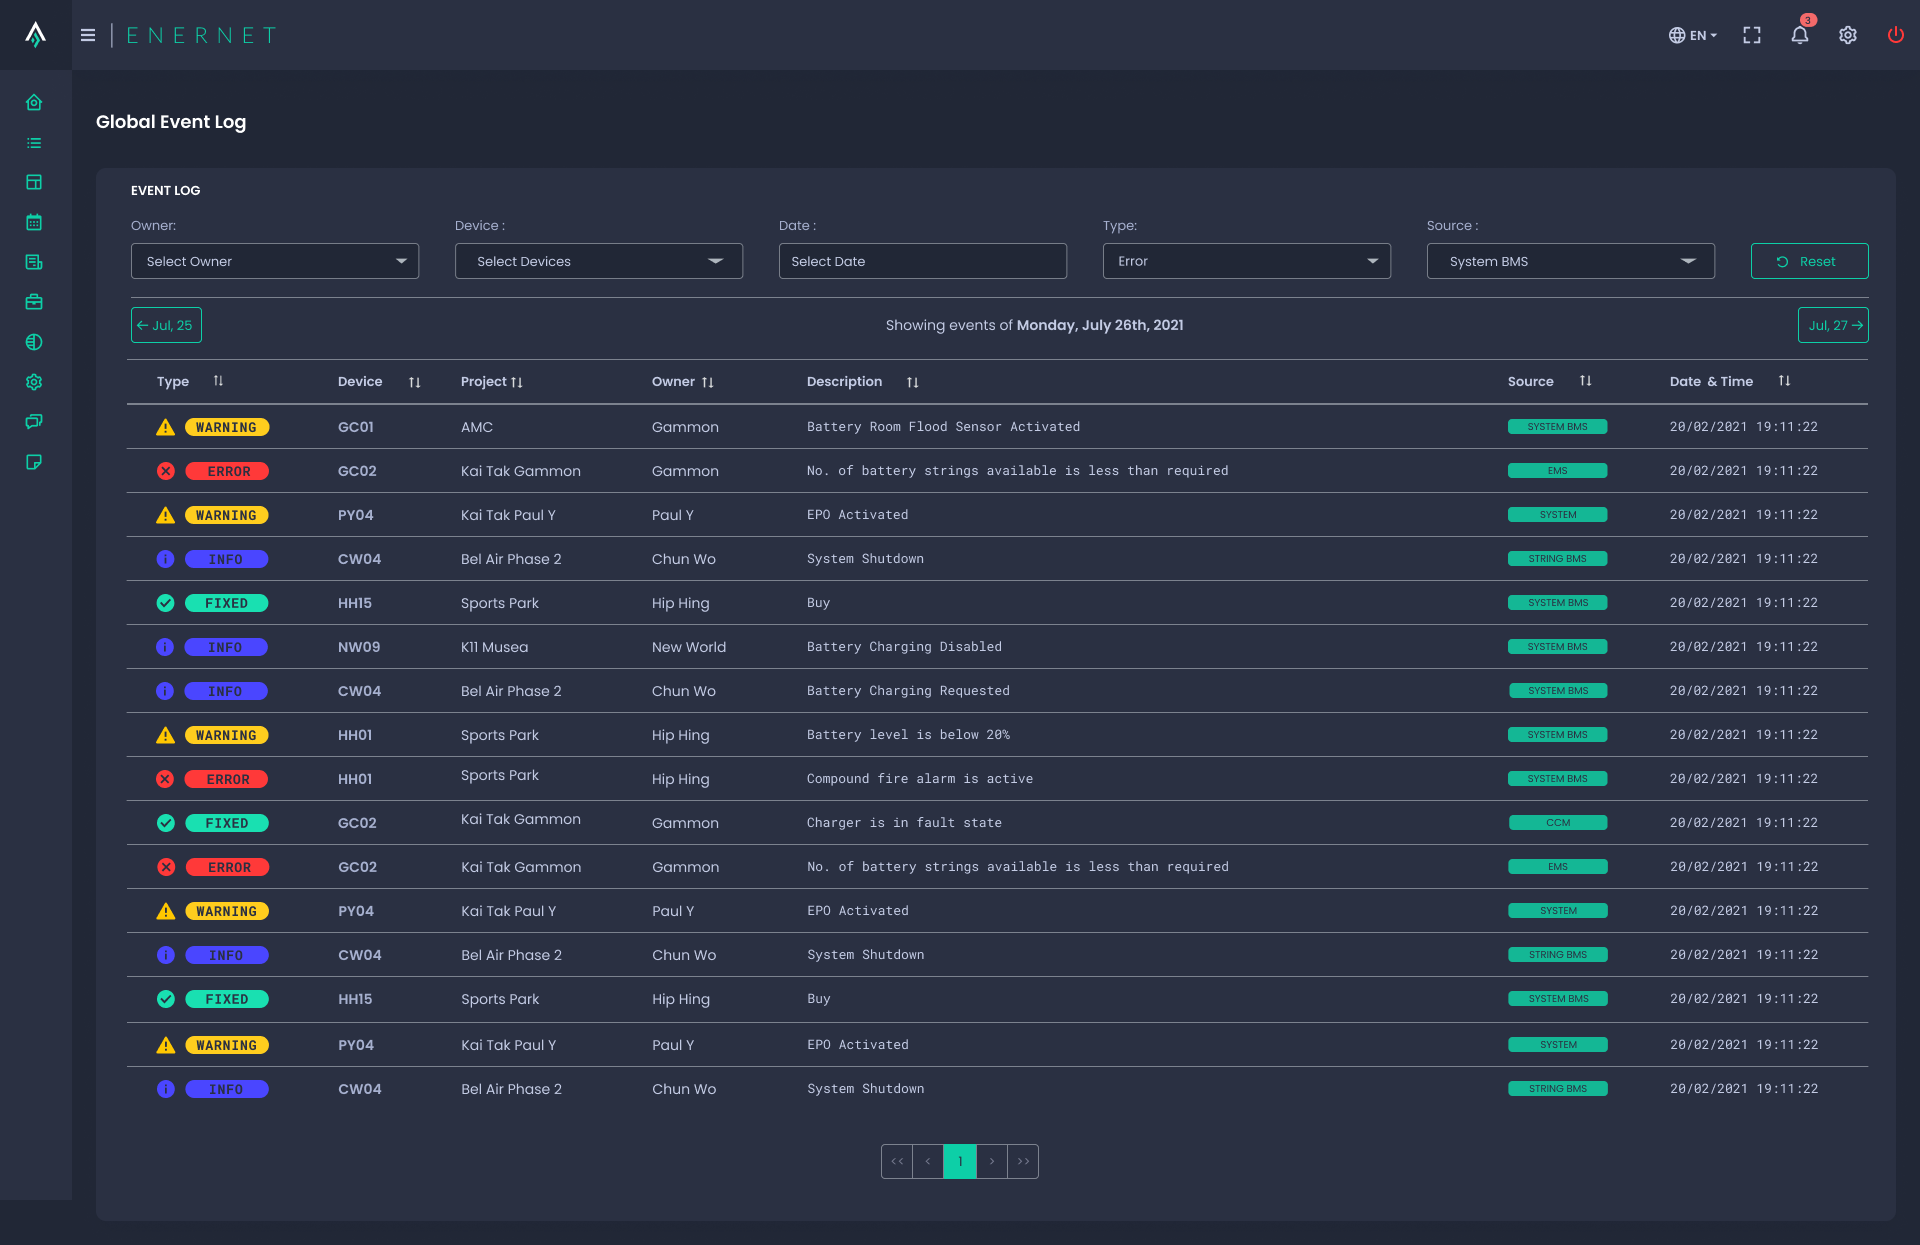 ENERNET
EN
3
Global Event Log
EVENT LOG
Owner: Device : Date : Type: Source :
Select Owner Select Devices Select Date Error System BMS Reset
← Jul, 25 Showing events of Monday, July 26th, 2021 Jul, 27 →
Type Device Project Owner Description Source Date & Time
WARNING GC01 AMC Gammon Battery Room Flood Sensor Activated SYSTEM BMS 20/02/2021 19:11:22
ERROR GC02 Kai Tak Gammon Gammon No. of battery strings available is less than required EMS 20/02/2021 19:11:22
WARNING PY04 Kai Tak Paul Y Paul Y EPO Activated SYSTEM 20/02/2021 19:11:22
INFO CW04 Bel Air Phase 2 Chun Wo System Shutdown STRING BMS 20/02/2021 19:11:22
FIXED HH15 Sports Park Hip Hing Buy SYSTEM BMS 20/02/2021 19:11:22
INFO NW09 K11 Musea New World Battery Charging Disabled SYSTEM BMS 20/02/2021 19:11:22
INFO CW04 Bel Air Phase 2 Chun Wo Battery Charging Requested SYSTEM BMS 20/02/2021 19:11:22
WARNING HH01 Sports Park Hip Hing Battery level is below 20% SYSTEM BMS 20/02/2021 19:11:22
ERROR HH01 Sports Park Hip Hing Compound fire alarm is active SYSTEM BMS 20/02/2021 19:11:22
FIXED GC02 Kai Tak Gammon Gammon Charger is in fault state CCM 20/02/2021 19:11:22
ERROR GC02 Kai Tak Gammon Gammon No. of battery strings available is less than required EMS 20/02/2021 19:11:22
WARNING PY04 Kai Tak Paul Y Paul Y EPO Activated SYSTEM 20/02/2021 19:11:22
INFO CW04 Bel Air Phase 2 Chun Wo System Shutdown STRING BMS 20/02/2021 19:11:22
FIXED HH15 Sports Park Hip Hing Buy SYSTEM BMS 20/02/2021 19:11:22
WARNING PY04 Kai Tak Paul Y Paul Y EPO Activated SYSTEM 20/02/2021 19:11:22
INFO CW04 Bel Air Phase 2 Chun Wo System Shutdown STRING BMS 20/02/2021 19:11:22
<< < 1 > >>